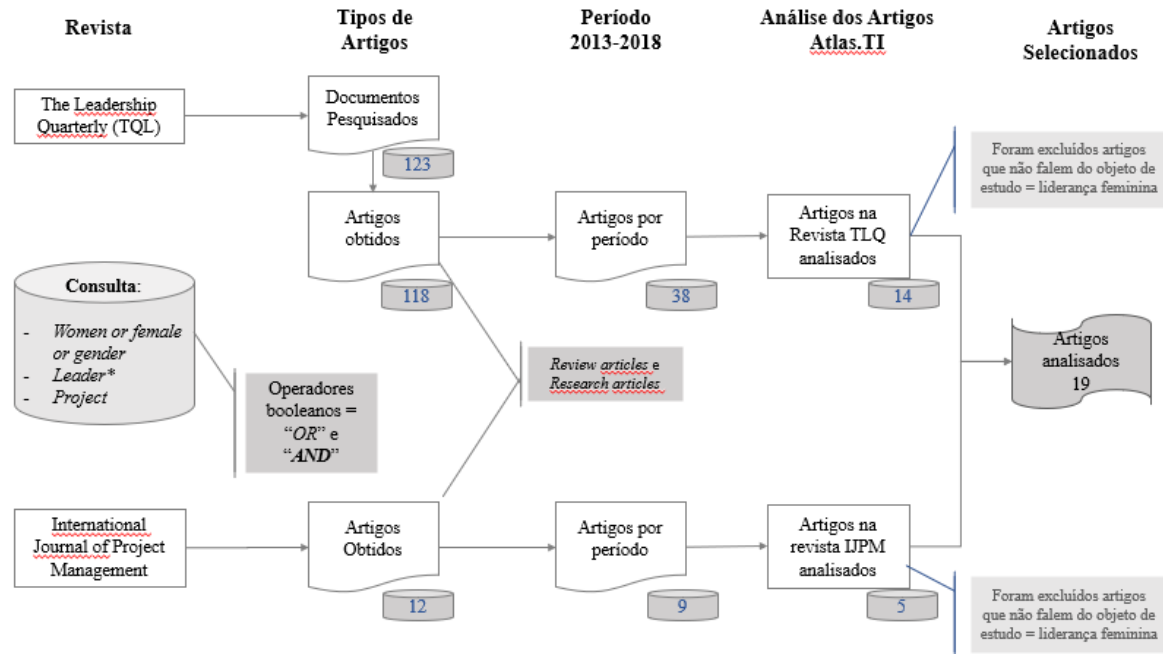 Revista
Tipos de
Artigos
Período
2013-2018
Análise dos Artigos
Atlas.TI
Artigos
Selecionados
The Leadership
Quarterly (TQL)
Documentos
Pesquisados
123
Foram excluídos artigos
que não falem do objeto de
estudo = liderança feminina
Artigos
obtidos
118
Artigos por
período
38
Artigos na
Revista TLQ
analisados
14
Consulta:
- Women or female
or gender
- Leader*
- Project
Operadores
booleanos =
“OR” e
“AND”
Review articles e
Research articles
Artigos
analisados
19
International
Journal of Project
Management
Artigos
Obtidos
12
Artigos por
período
9
Artigos na
revista IJPM
analisados
5
Foram excluídos artigos
que não falem do objeto de
estudo = liderança feminina